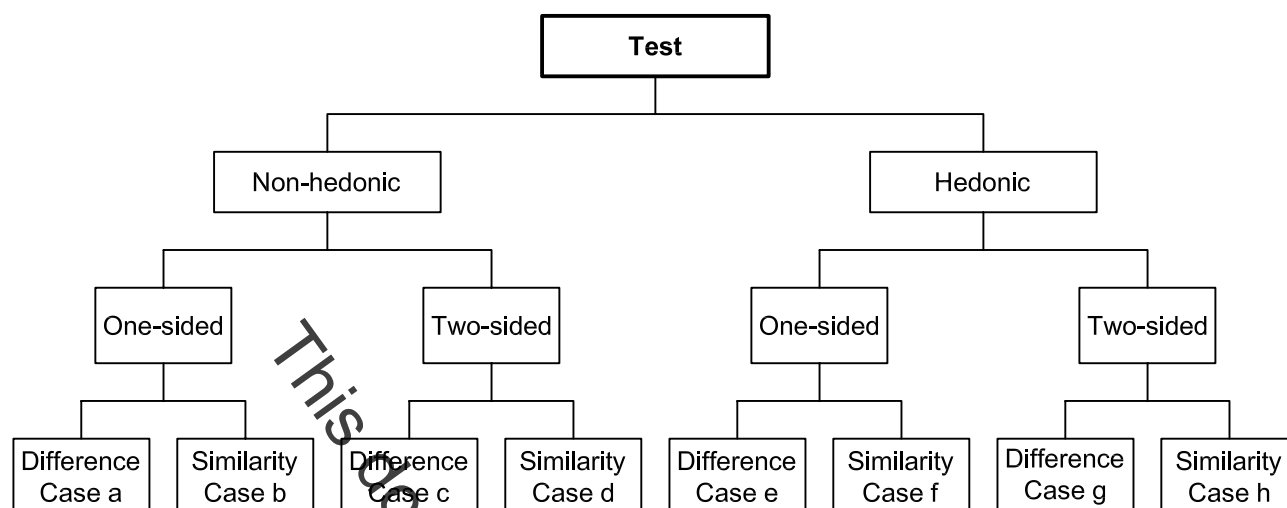 Test
Non-hedonic
Hedonic
One-sided
Two-sided
One-sided
Two-sided
Difference
Case a
Similarity
Case b
Difference
Case c
Similarity
Case d
Difference
Case e
Similarity
Case f
Difference
Case g
Similarity
Case h
This do